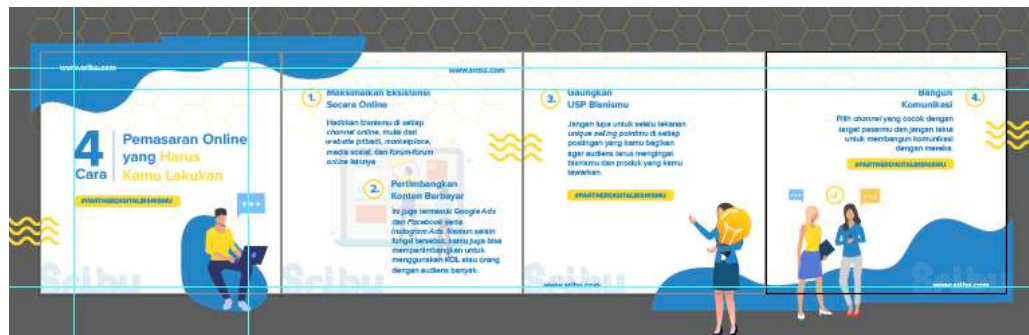 www.sribu.com
4
Cara
Pemasaran Online
yang Harus
Kamu Lakukan
#PARTNERDIGITALBISNISMU
Sribu
www.sribu.com
1.
Maksimalkan Eksistensi
Secara Online
Hadirkan bisnismu di setiap
channel online, mulai dari
website pribadi, marketplace,
media sosial, dan forum-forum
online lainnya
2.
Pertimbangkan
Konten Berbayar
Ini juga termasuk Google Ads
dan Facebook serta
Instagram Ads. Namun selain
fungsi tersebut, kamu juga bisa
mempertimbangkan untuk
menggunakan KOL atau orang
dengan audiens banyak.
Sribu
3.
Gaungkan
USP Bisnismu
Jangan lupa untuk selalu tekankan
unique selling pointmu di setiap
postingan yang kamu bagikan
agar audiens terus mengingat
bisnismu dan produk yang kamu
tawarkan.
#PARTNERDIGITALBISNISMU
Sribu
www.sribu.com
4.
Bangun
Komunikasi
Pilih channel yang cocok dengan
target pasarmu dan jangan takut
untuk membangun komunikasi
dengan mereka.
#PARTNERDIGITALBISNISMU
Sribu
www.sribu.com